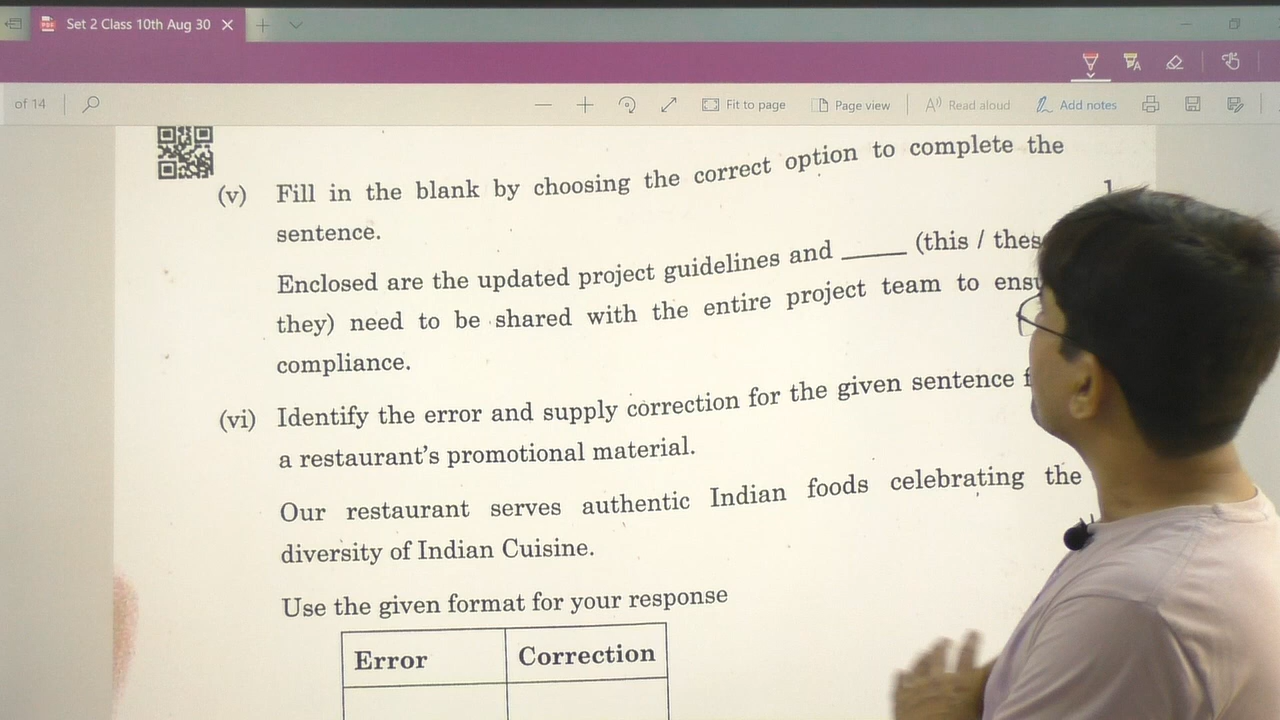 Set 2 Class 10th Aug 30
of 14
Fit to page
Page view
Read aloud
Add notes
(v) Fill in the blank by choosing the correct option to complete the
sentence.
1
Enclosed are the updated project guidelines and _____ (this /
they) need to be shared with the entire project team to
compliance.
(vi) Identify the error and supply correction for the given sentence
a restaurant's promotional material.
Our restaurant serves authentic Indian foods celebrating the
diversity of Indian Cuisine.
Use the given format for your response
Error Correction